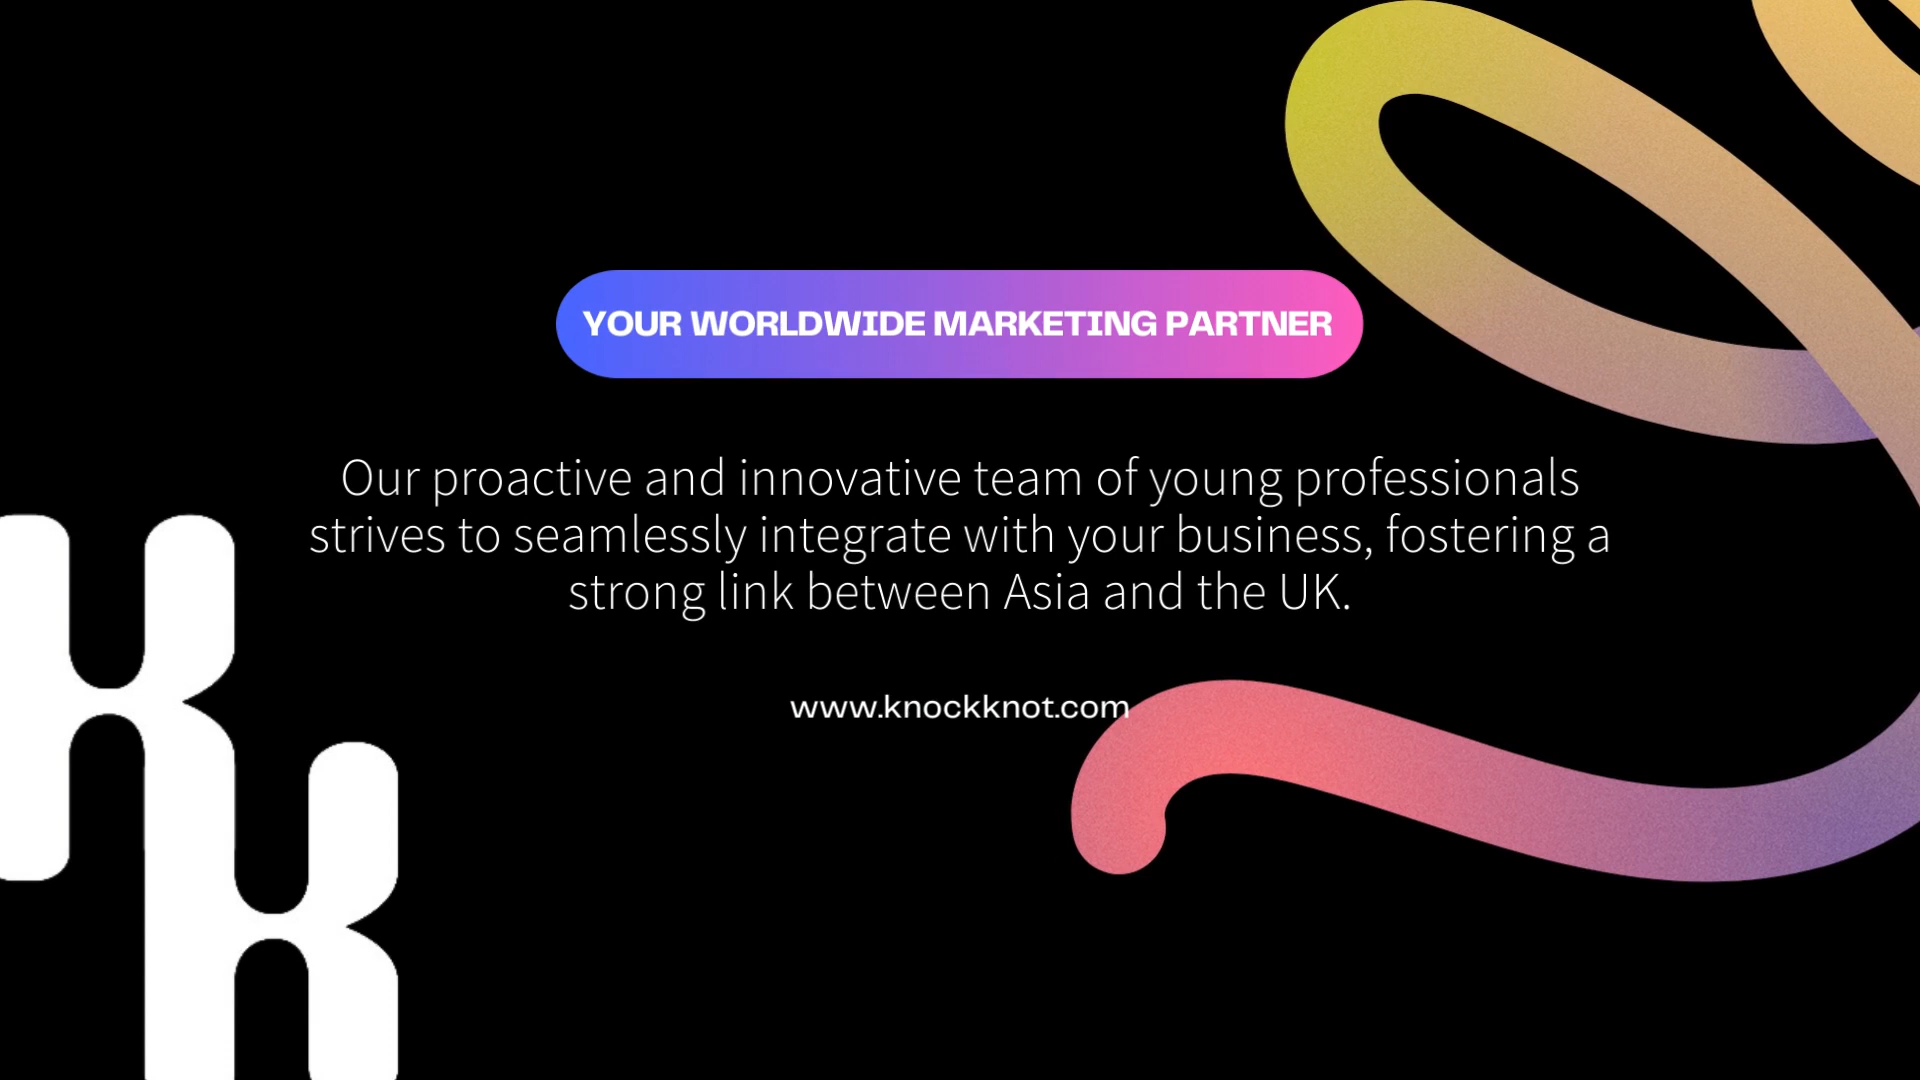 YOUR WORLDWIDE MARKETING PARTNER
Our proactive and innovative team of young professionals
strives to seamlessly integrate with your business, fostering a
strong link between Asia and the UK.
www.knockknot.com